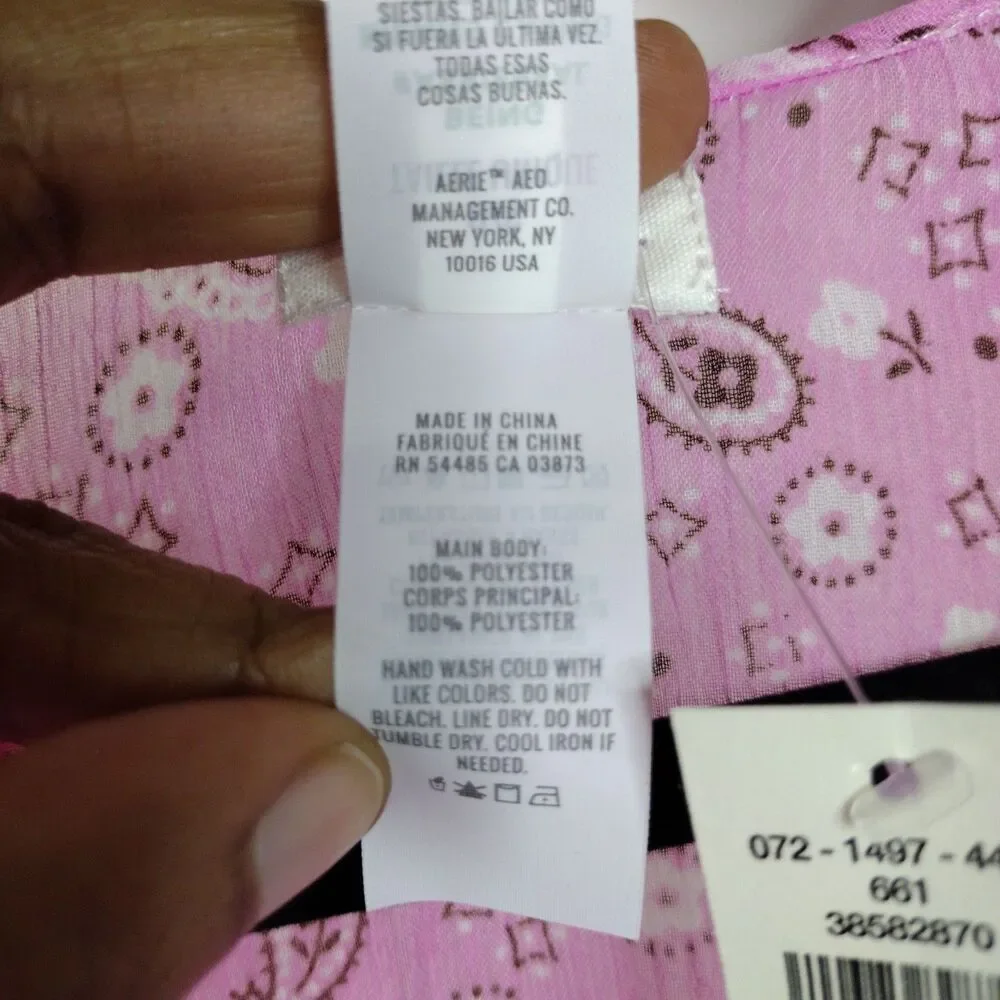 SIESTAS. BAILAR COMO
SI FUERA LA ULTIMA VEZ.
TODAS ESAS
COSAS BUENAS.
AERIE™ AEO
MANAGEMENT CO.
NEW YORK, NY
10016 USA
MADE IN CHINA
FABRIQUÉ EN CHINE
RN 54485 CA 03873
MAIN BODY:
100% POLYESTER
CORPS PRINCIPAL:
100% POLYESTER
HAND WASH COLD WITH
LIKE COLORS. DO NOT
BLEACH. LINE DRY. DO NOT
TUMBLE DRY. COOL IRON IF
NEEDED.
072-1497-44
661
38582870